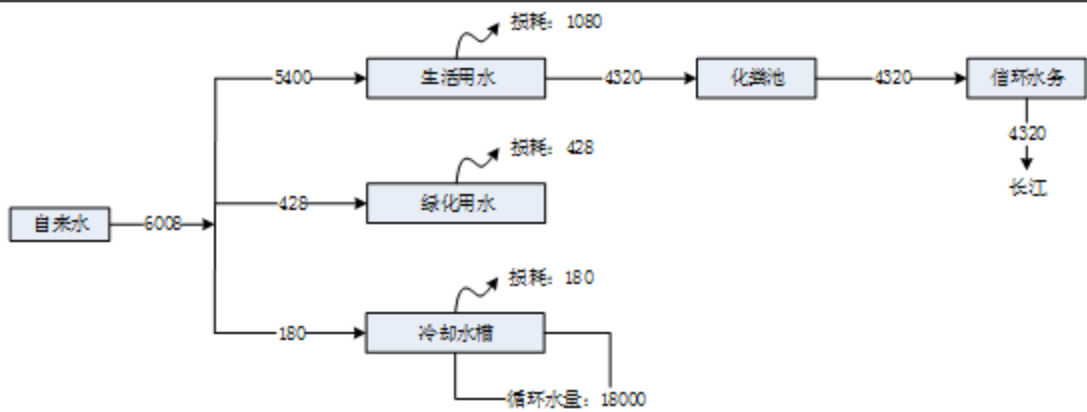 损耗：1080
5400
生活用水
4320
化粪池
4320
信环水务
4320
长江
损耗：428
428
绿化用水
自来水
6008
损耗：180
180
冷却水槽
循环水量：18000